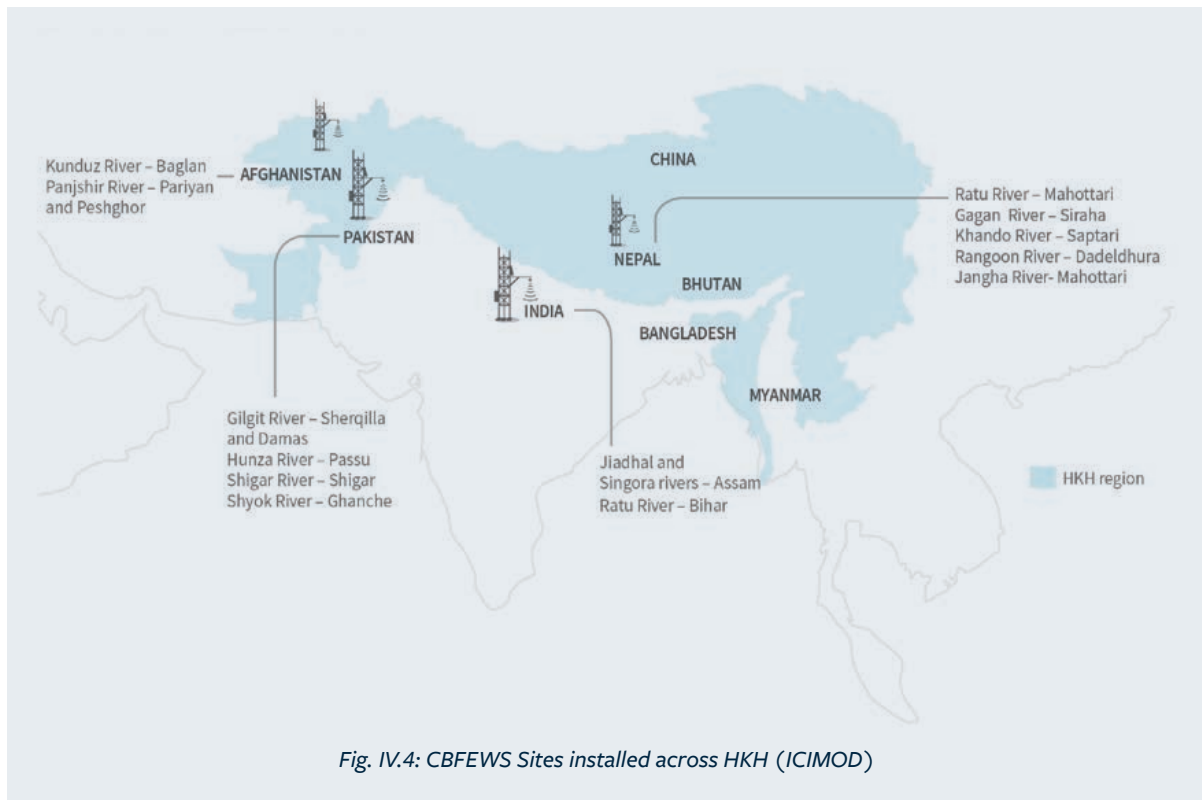 Kunduz River – Baglan
Panjshir River – Pariyan
and Peshghor
AFGHANISTAN
PAKISTAN
CHINA
NEPAL
BHUTAN
INDIA
BANGLADESH
MYANMAR
Ratu River – Mahottari
Gagan River – Siraha
Khando River – Saptari
Rangoon River – Dadeldhura
Jangha River- Mahottari
Gilgit River – Sherqilla
and Damas
Hunza River – Passu
Shigar River – Shigar
Shyok River – Ghanche
Jiadhal and
Singora rivers – Assam
Ratu River – Bihar
HKH region
Fig. IV.4: CBFEWS Sites installed across HKH (ICIMOD)